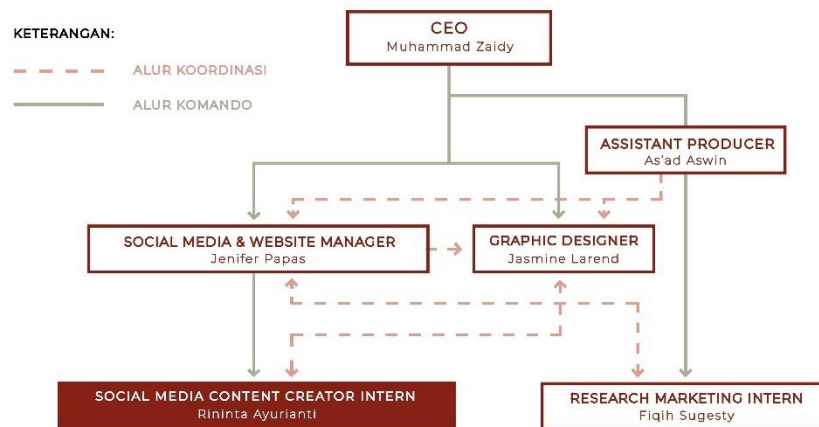 KETERANGAN:
ALUR KOORDINASI
ALUR KOMANDO
CEO
Muhammad Zaidy
ASSISTANT PRODUCER
As'ad Aswin
SOCIAL MEDIA & WEBSITE MANAGER
Jenifer Papas
GRAPHIC DESIGNER
Jasmine Larend
SOCIAL MEDIA CONTENT CREATOR INTERN
Rininta Ayurianti
RESEARCH MARKETING INTERN
Fiqih Sugesty